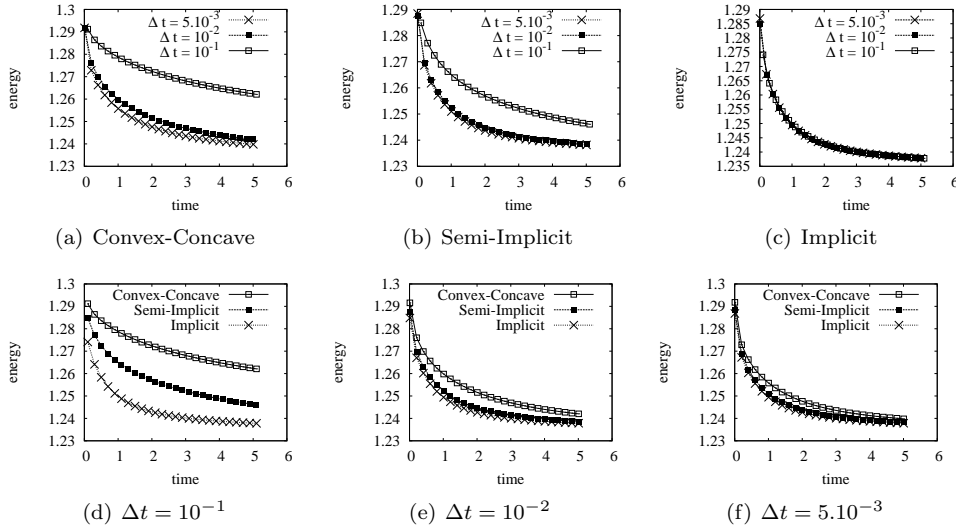 1.3
1.29
1.28
1.27
1.26
1.25
1.24
1.23
energy
Δ t = 5.10-3
Δ t = 10-2
Δ t = 10-1
0 1 2 3 4 5 6
time
(a) Convex-Concave
1.29
1.28
1.27
1.26
1.25
1.24
1.23
energy
Δ t = 5.10-3
Δ t = 10-2
Δ t = 10-1
0 1 2 3 4 5 6
time
(b) Semi-Implicit
1.29
1.285
1.28
1.275
1.27
1.265
1.26
1.255
1.25
1.245
1.24
1.235
energy
Δ t = 5.10-3
Δ t = 10-2
Δ t = 10-1
0 1 2 3 4 5 6
time
(c) Implicit
1.3
1.29
1.28
1.27
1.26
1.25
1.24
1.23
energy
Convex-Concave
Semi-Implicit
Implicit
0 1 2 3 4 5 6
time
(d) Δt = 10−1
1.3
1.29
1.28
1.27
1.26
1.25
1.24
1.23
energy
Convex-Concave
Semi-Implicit
Implicit
0 1 2 3 4 5 6
time
(e) Δt = 10−2
1.3
1.29
1.28
1.27
1.26
1.25
1.24
1.23
energy
Convex-Concave
Semi-Implicit
Implicit
0 1 2 3 4 5 6
time
(f) Δt = 5.10−3